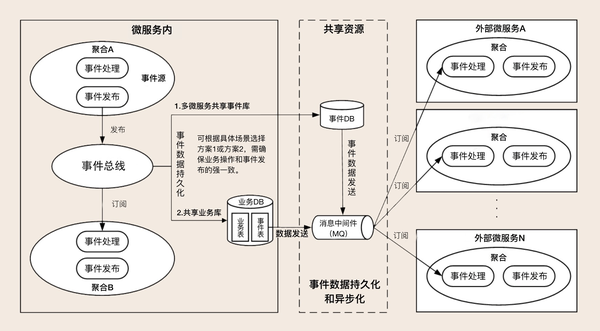 微服务内
聚合A
事件处理
事件源
事件发布
发布
事件总线
订阅
事件处理
事件发布
聚合B
事件数据持久化
1.多微服务共享事件库
可根据具体场景选择
方案1或方案2，需确
保业务操作和事件发
布的强一致。
2.共享业务库
业务DB
业务表
事件表
数据发送
共享资源
事件DB
事件数据发送
消息中间件
（MQ）
事件数据持久化
和异步化
订阅
订阅
订阅
外部微服务A
聚合
事件处理
事件发布
聚合
事件处理
事件发布
外部微服务N
聚合
事件处理
事件发布